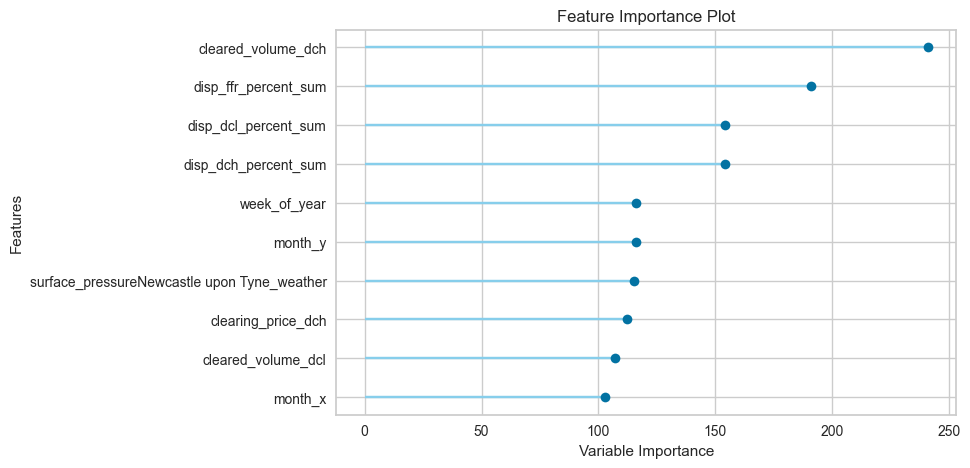 Feature Importance Plot
Features
cleared_volume_dch
disp_ffr_percent_sum
disp_dcl_percent_sum
disp_dch_percent_sum
week_of_year
month_y
surface_pressureNewcastle upon Tyne_weather
clearing_price_dch
cleared_volume_dcl
month_x
0 50 100 150 200 250
Variable Importance